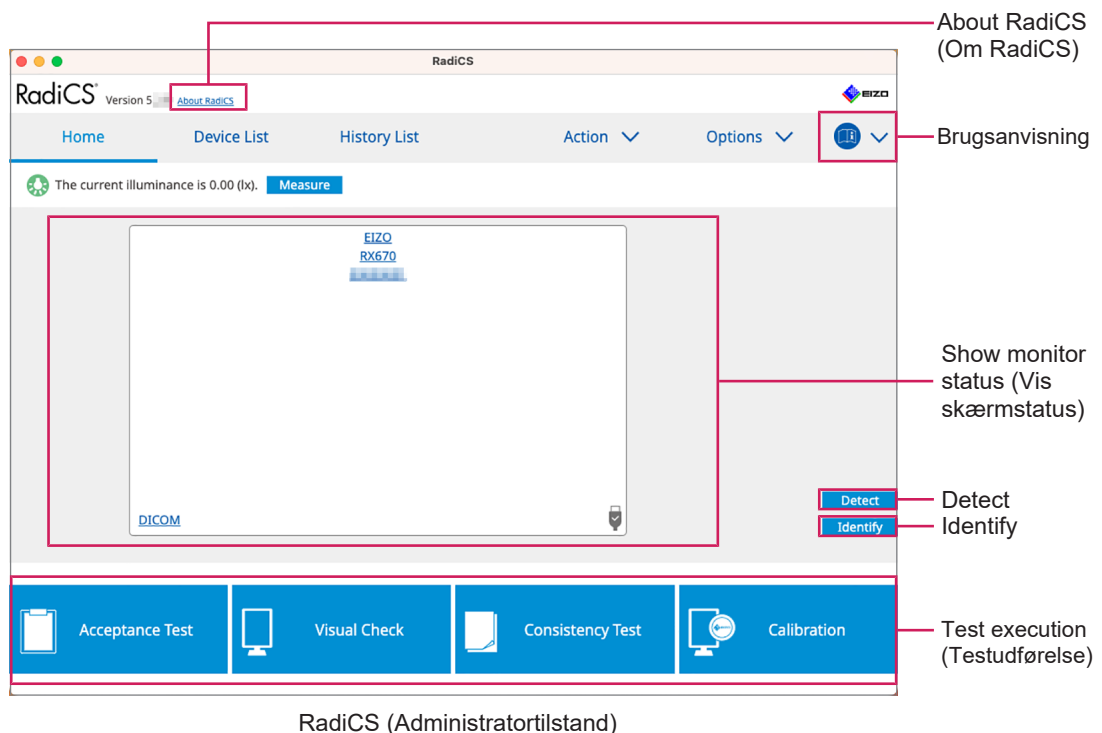 About RadiCS
(Om RadiCS)
RadiCS
RadiCS Version 5 About RadiCS
EIZO
Home Device List History List Action Options
Brugsanvisning
The current illuminance is 0.00 (lx). Measure
EIZO
RX670
Show monitor
status (Vis
skærmstatus)
DICOM
Detect
Detect
Identify
Identify
Acceptance Test Visual Check Consistency Test Calibration
Test execution
(Testudførelse)
RadiCS (Administratortilstand)